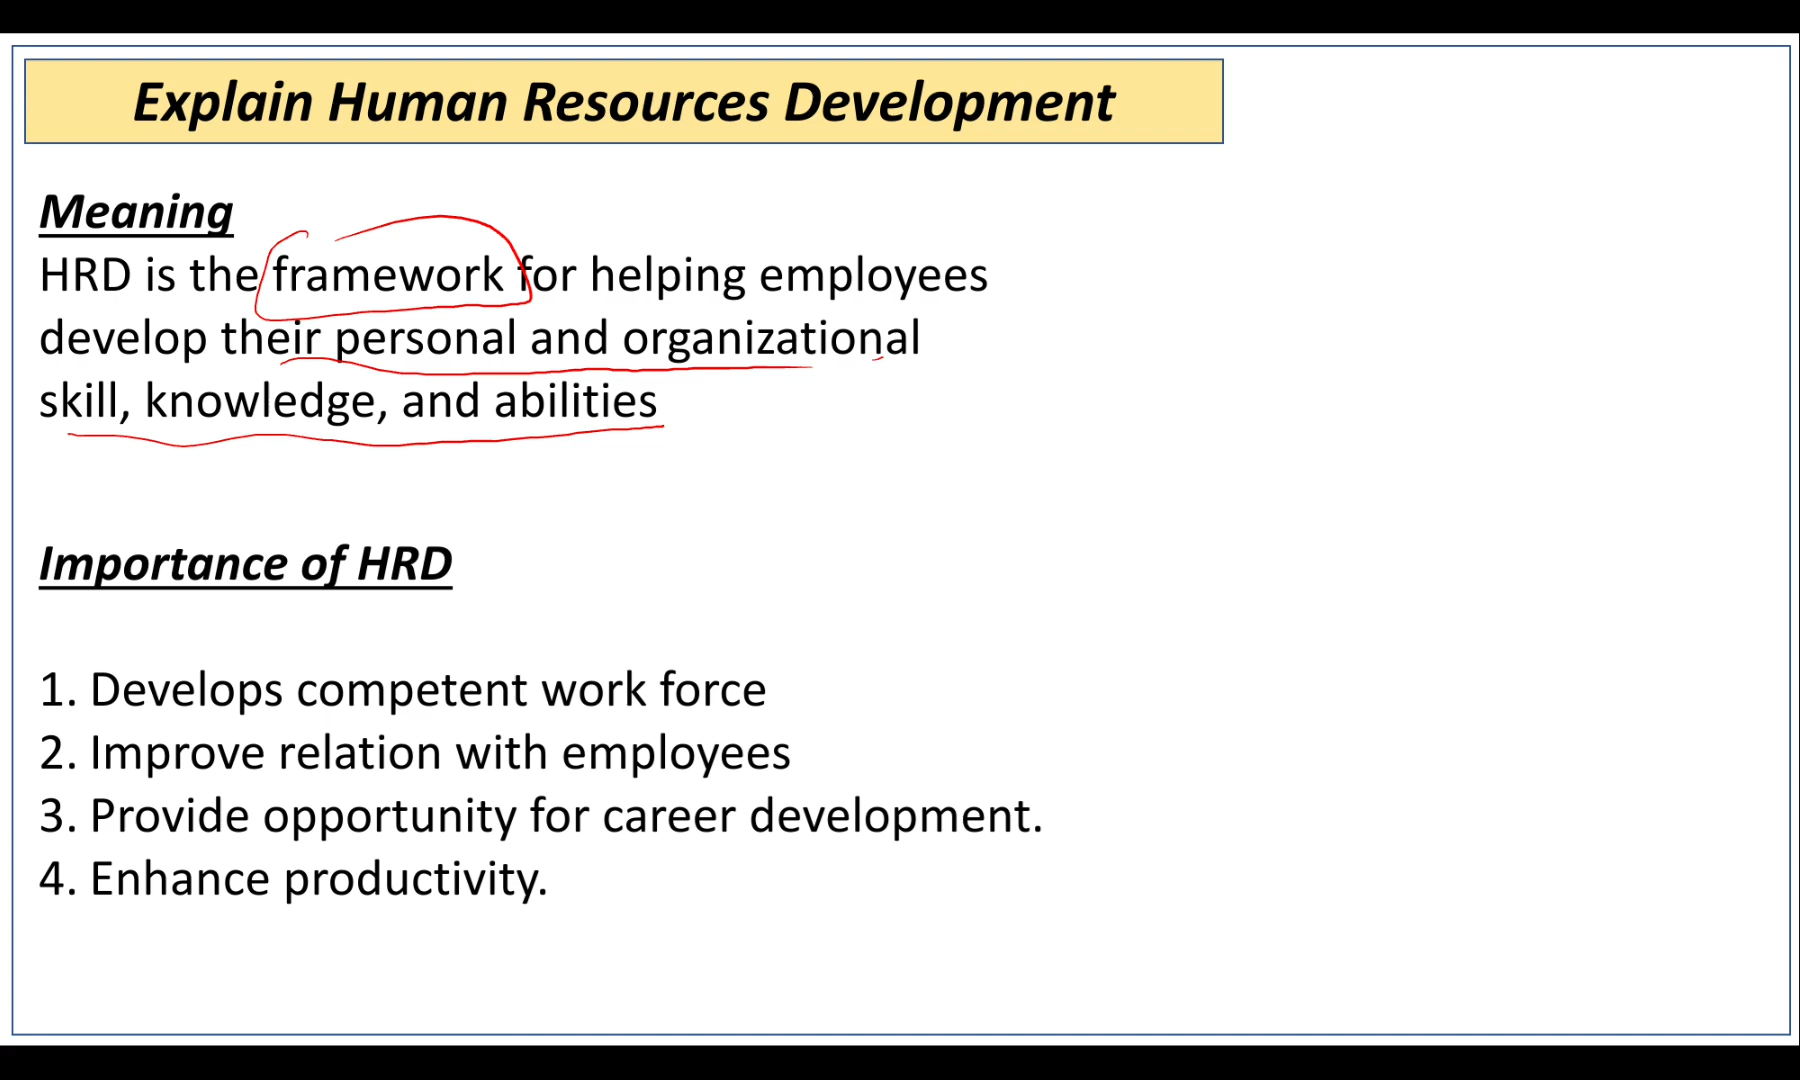 Explain Human Resources Development
Meaning
HRD is the framework for helping employees
develop their personal and organizational
skill, knowledge, and abilities
Importance of HRD
1. Develops competent work force
2. Improve relation with employees
3. Provide opportunity for career development.
4. Enhance productivity.